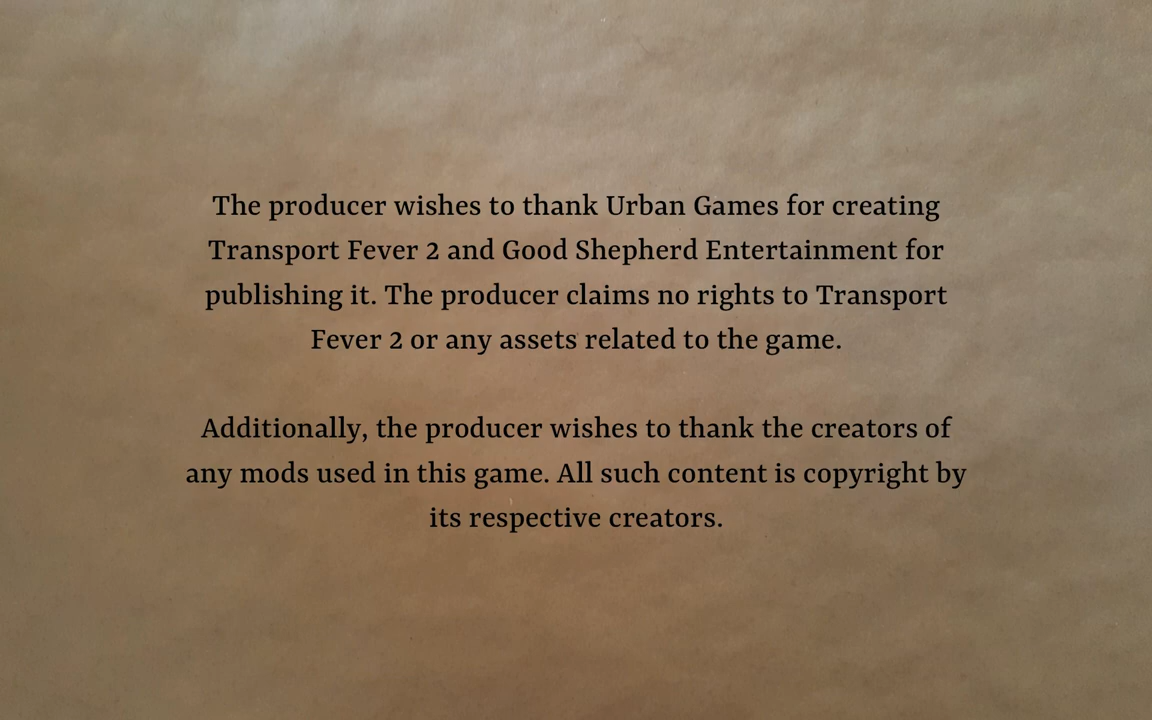 The producer wishes to thank Urban Games for creating
Transport Fever 2 and Good Shepherd Entertainment for
publishing it. The producer claims no rights to Transport
Fever 2 or any assets related to the game.
Additionally, the producer wishes to thank the creators of
any mods used in this game. All such content is copyright by
its respective creators.